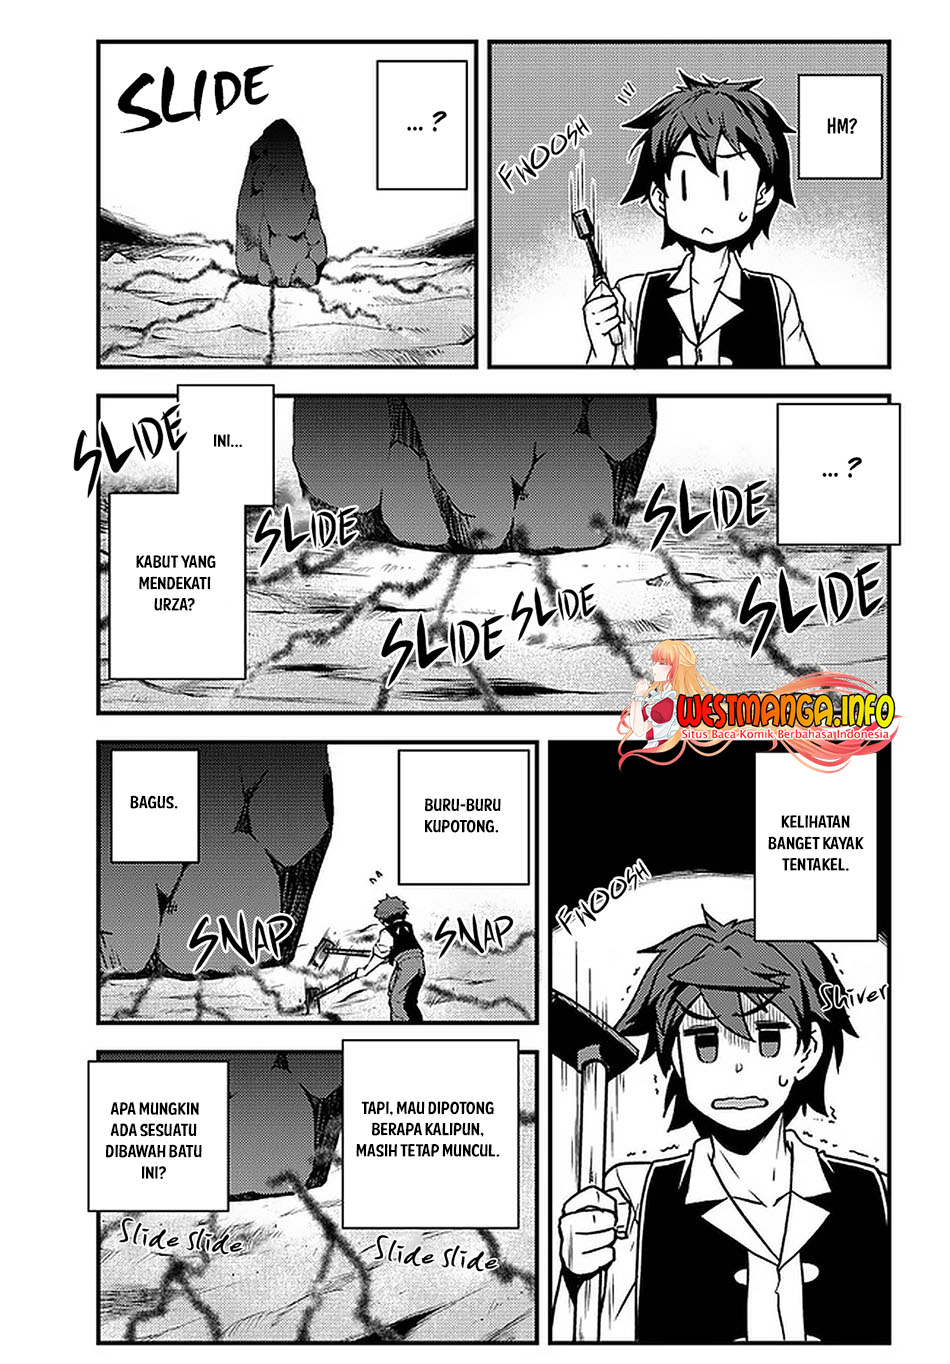 HM?
FWOOSH
... ?
SLIDE
... ?
SLIDE
SLIDE
SLIDE
SLIDE
SLIDE
INI...
SLIDE
KABUT YANG
MENDEKATI
URZA?
WESTMANGA.INFO
Situs Baca Komik Berbahasa Indonesia
KELIHATAN
BANGET KAYAK
TENTAKEL.
FWOOSH
Shiver
BURU-BURU
KUPOTONG.
SNAP
BAGUS.
SNAP
TAPI, MAU DIPOTONG
BERAPA KALIPUN,
MASIH TETAP MUNCUL.
Slide slide
APA MUNGKIN
ADA SESUATU
DIBAWAH BATU
INI?
Slide slide